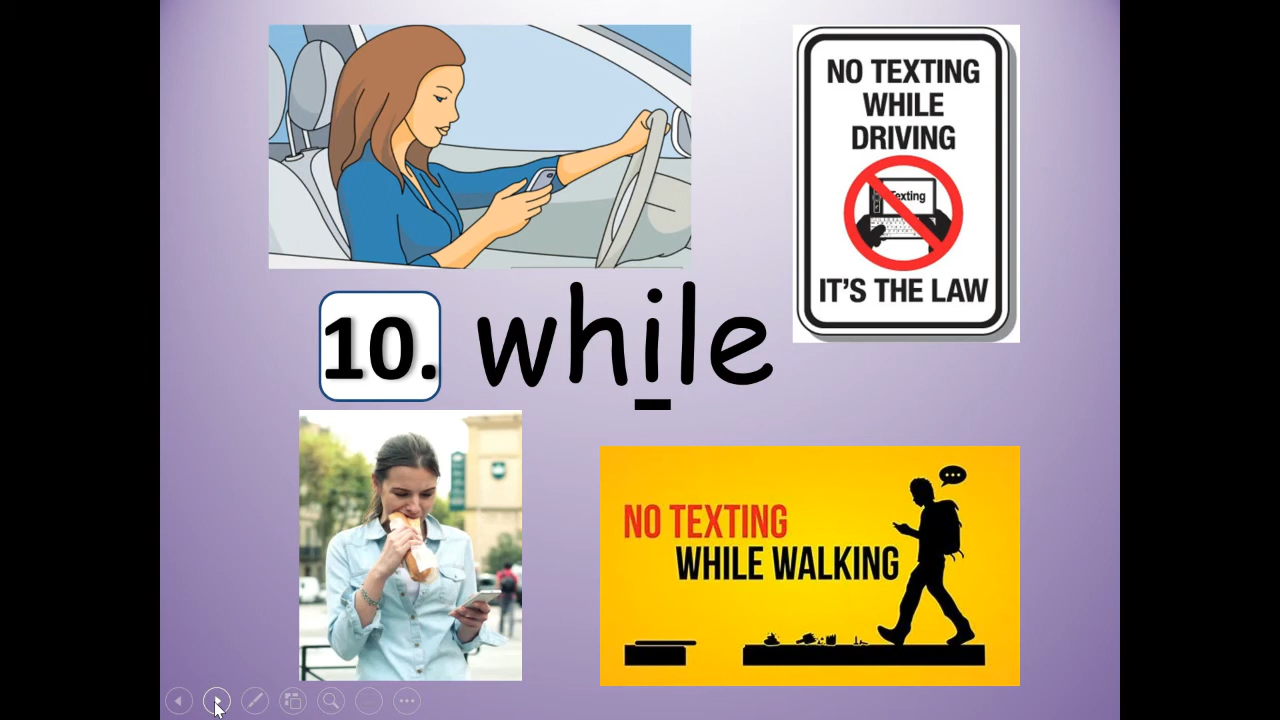 NO TEXTING
WHILE
DRIVING
Texting
IT'S THE LAW
10. while
NO TEXTING
WHILE WALKING